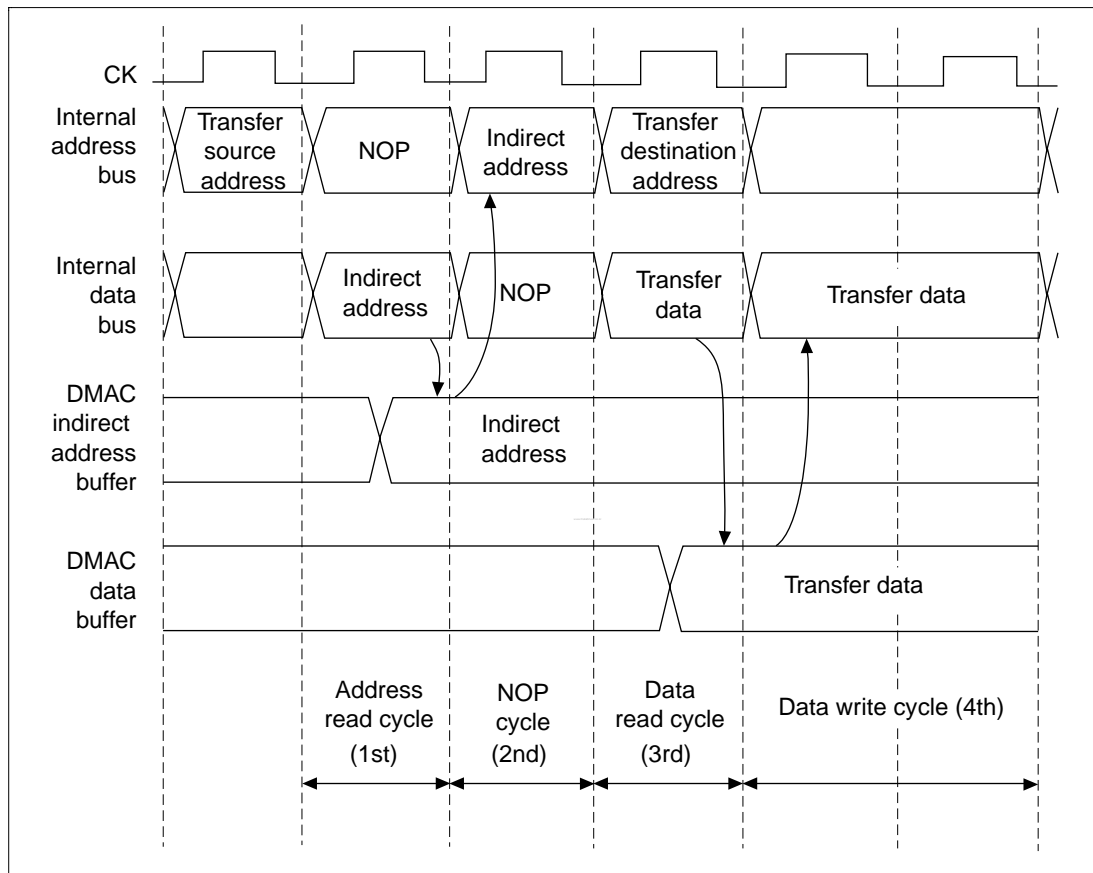 CK
Internal
address
bus
Transfer
source
address
NOP
Indirect
address
Transfer
destination
address
Internal
data
bus
Indirect
address
NOP
Transfer
data
Transfer data
DMAC
indirect
address
buffer
Indirect
address
DMAC
data
buffer
Transfer data
Address
read cycle
(1st)
NOP
cycle
(2nd)
Data
read cycle
(3rd)
Data write cycle (4th)